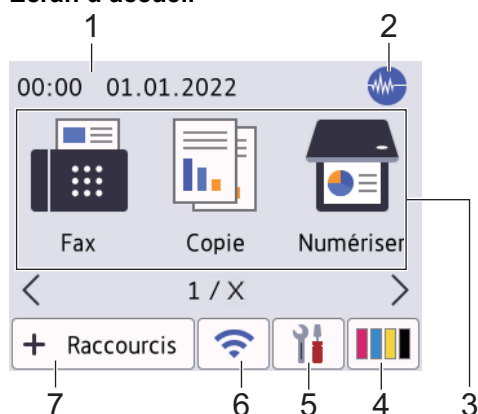 Écran d'accueil
1 2
00:00 01.01.2022
Fax Copie Numériser
1 / X
+ Raccourcis
7 6 5 4 3